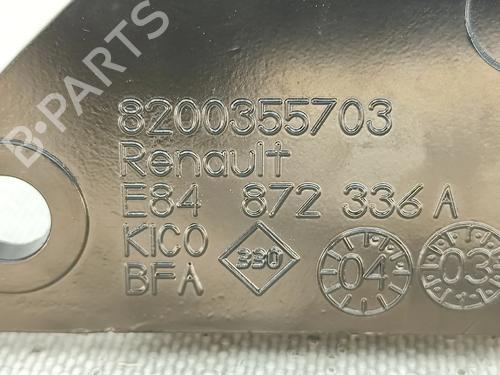 B-PARTS
8200355703
Renault
E84 872 336 A
KICO
BFA
330
04
03